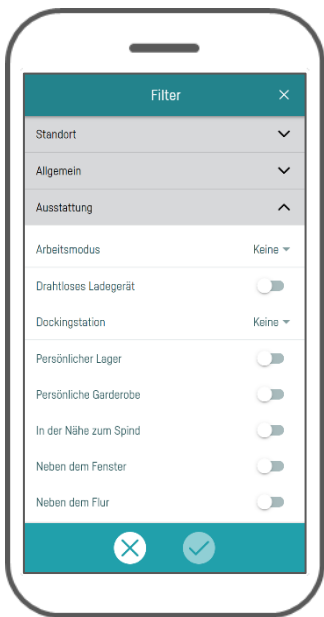 Filter
Standort
Allgemein
Ausstattung
Arbeitsmodus Keine
Drahtloses Ladegerät
Dockingstation Keine
Persönlicher Lager
Persönliche Garderobe
In der Nähe zum Spind
Neben dem Fenster
Neben dem Flur